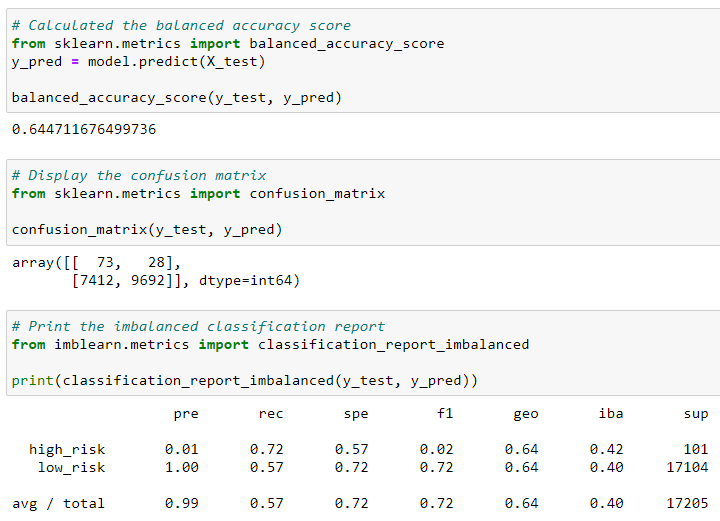 # Calculated the balanced accuracy score
from sklearn.metrics import balanced_accuracy_score
y_pred = model.predict(X_test)
balanced_accuracy_score(y_test, y_pred)
0.644711676499736
# Display the confusion matrix
from sklearn.metrics import confusion_matrix
confusion_matrix(y_test, y_pred)
array([[  73,   28],
       [7412, 9692]], dtype=int64)
# Print the imbalanced classification report
from imblearn.metrics import classification_report_imbalanced
print(classification_report_imbalanced(y_test, y_pred))
pre rec spe f1 geo iba sup
high_risk 0.01 0.72 0.57 0.02 0.64 0.42 101
low_risk 1.00 0.57 0.72 0.72 0.64 0.40 17104
avg / total 0.99 0.57 0.72 0.72 0.64 0.40 17205